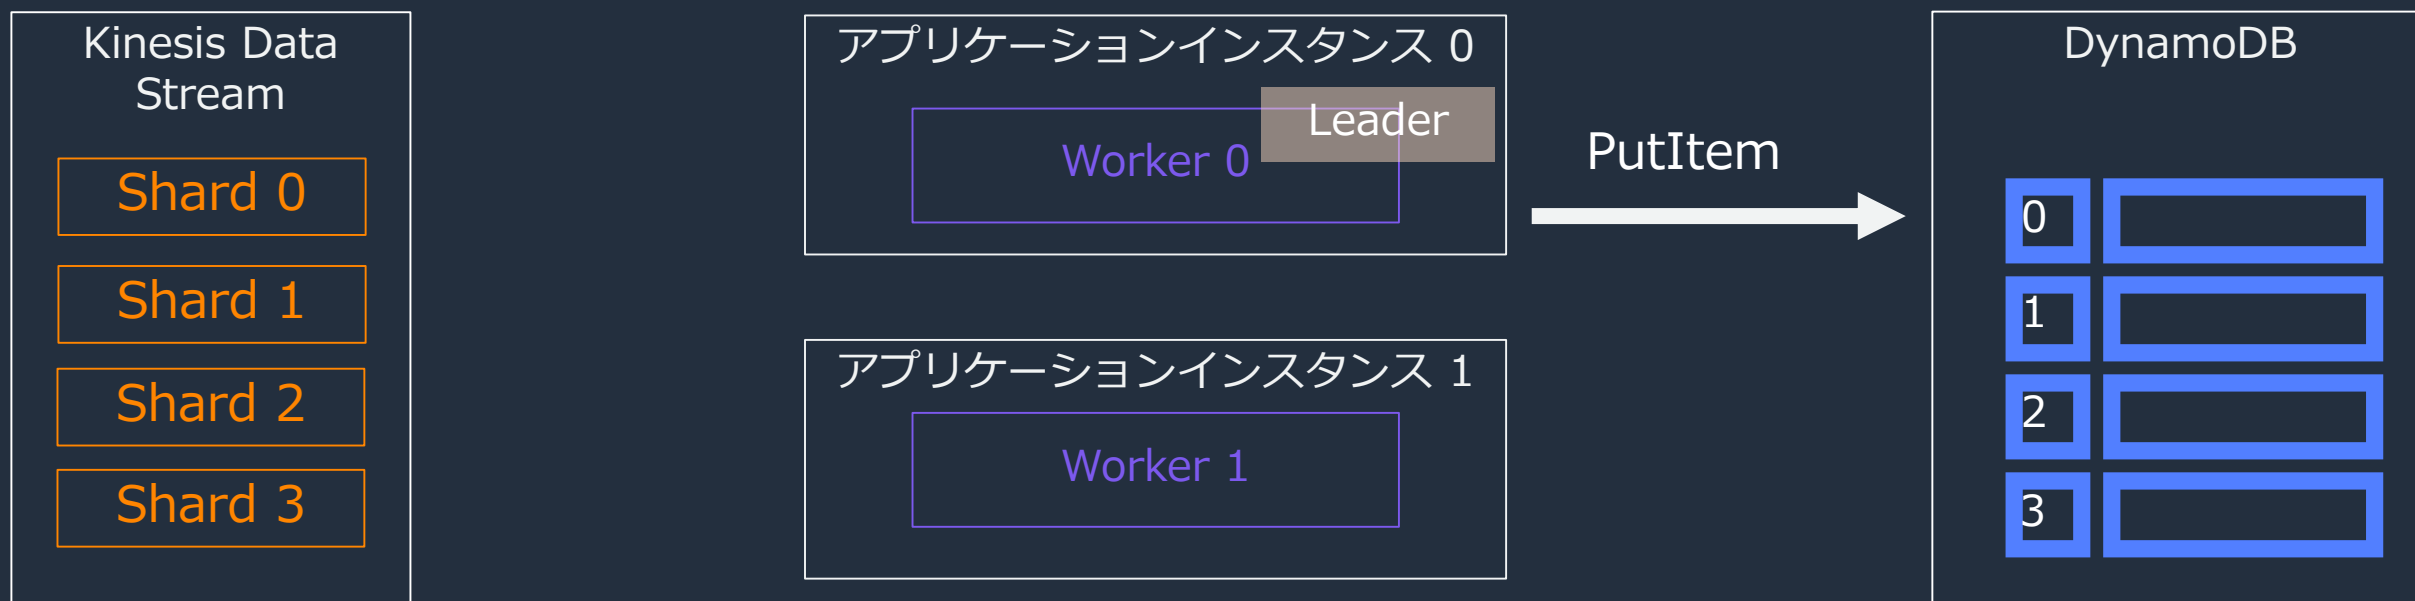 Kinesis Data
Stream
Shard 0
Shard 1
Shard 2
Shard 3
アプリケーションインスタンス 0
Leader
Worker 0
アプリケーションインスタンス 1
Worker 1
PutItem
DynamoDB
0
1
2
3